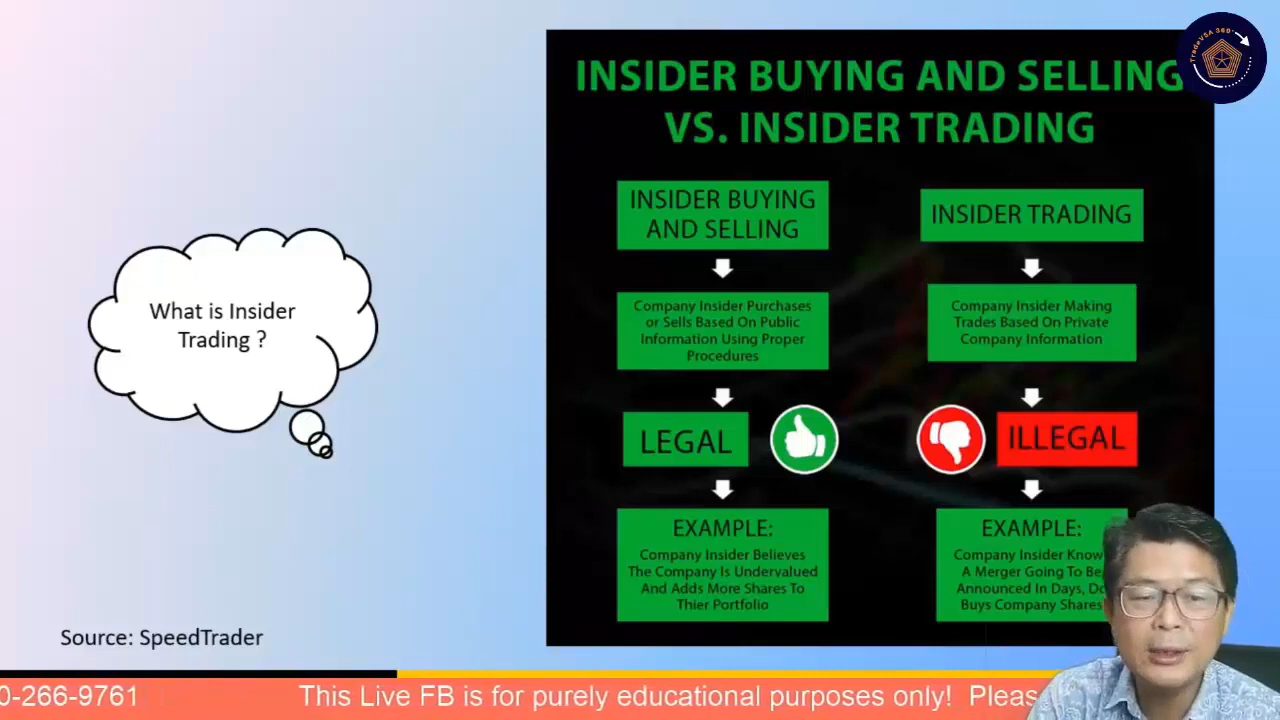 INSIDER BUYING AND SELLING
VS. INSIDER TRADING
TradeVSA 360°
INSIDER BUYING
AND SELLING
Company Insider Purchases
or Sells Based On Public
Information Using Proper
Procedures
LEGAL
EXAMPLE:
Company Insider Believes
The Company Is Undervalued
And Adds More Shares To
Thier Portfolio
INSIDER TRADING
Company Insider Making
Trades Based On Private
Company Information
ILLEGAL
EXAMPLE:
Company Insider Know
A Merger Going To Be
Announced In Days,
Buys Company Shares
What is Insider
Trading ?
Source: SpeedTrader
0-266-9761 This Live FB is for purely educational purposes only! Pleas